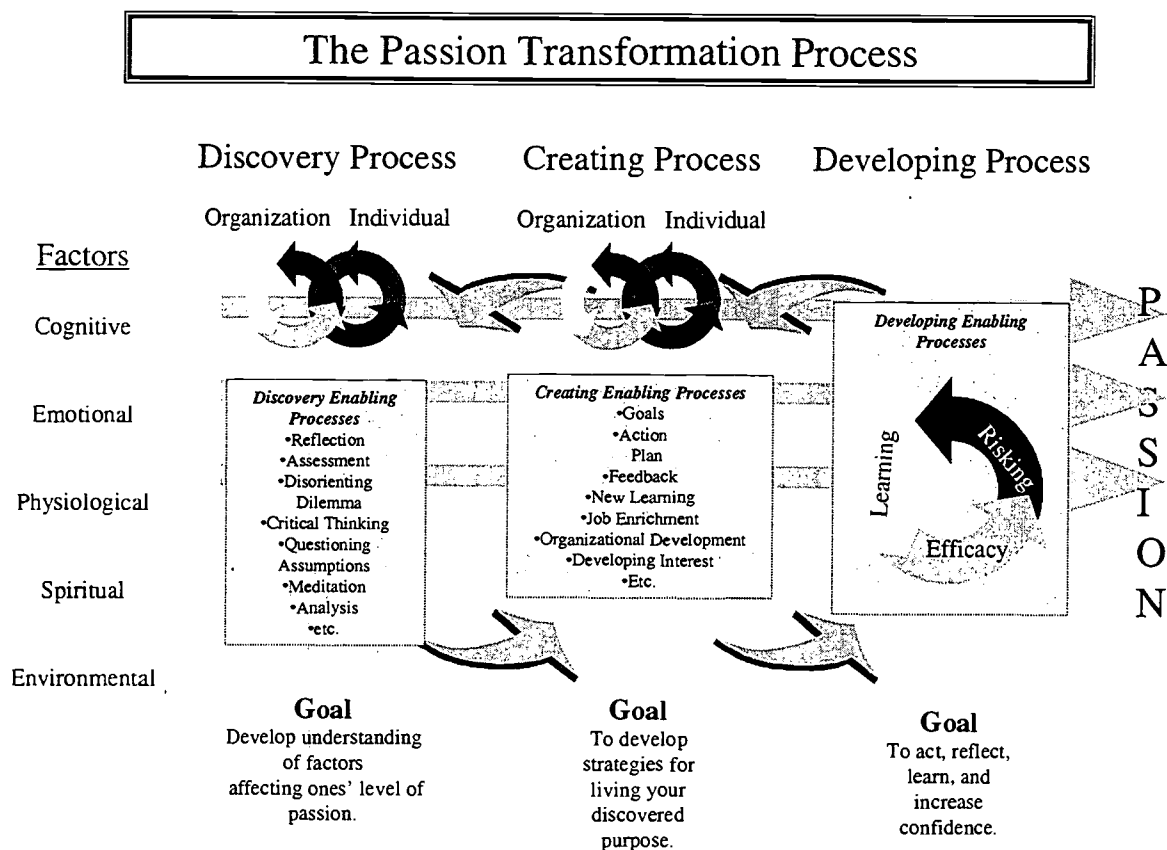 The Passion Transformation Process
Discovery Process
Creating Process
Developing Process
Organization Individual
Organization Individual
Factors
Cognitive
Emotional
Physiological
Spiritual
Environmental
Discovery Enabling
Processes
•Reflection
•Assessment
•Disorienting
Dilemma
•Critical Thinking
•Questioning
Assumptions
•Meditation
•Analysis
•etc.
Creating Enabling Processes
•Goals
•Action
Plan
•Feedback
•New Learning
•Job Enrichment
•Organizational Development
•Developing Interest
•Etc.
Developing Enabling
Processes
Learning
Risking
Efficacy
PASSION
Goal
Develop understanding
of factors
affecting ones' level of
passion.
Goal
To develop
strategies for
living your
discovered
purpose.
Goal
To act, reflect,
learn, and
increase
confidence.